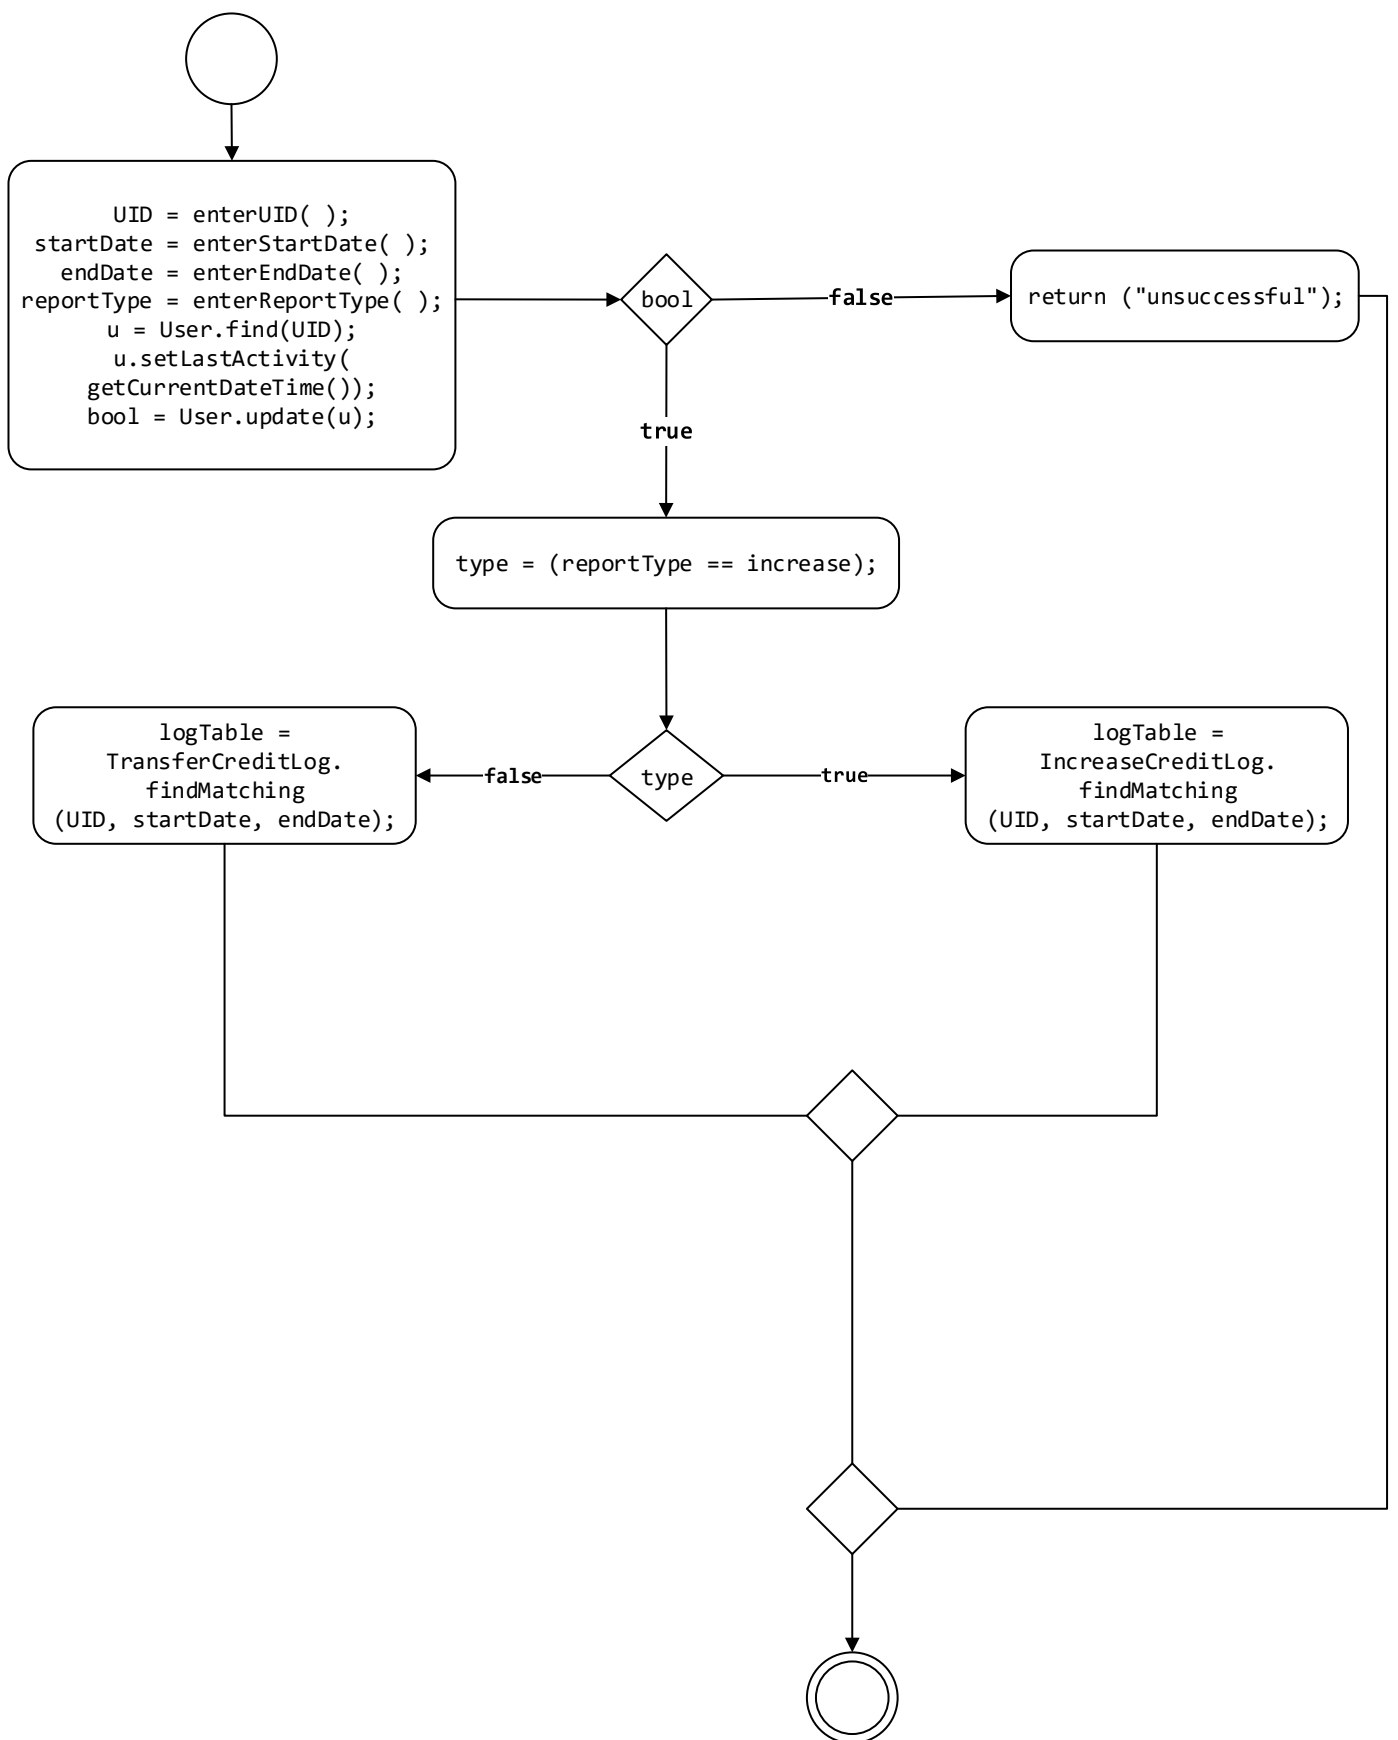 UID = enterUID( );
startDate = enterStartDate( );
endDate = enterEndDate( );
reportType = enterReportType( );
u = User.find(UID);
u.setLastActivity(
getCurrentDateTime());
bool = User.update(u);
bool
false
return ("unsuccessful");
true
type = (reportType == increase);
logTable =
TransferCreditLog.
findMatching
(UID, startDate, endDate);
false
type
true
logTable =
IncreaseCreditLog.
findMatching
(UID, startDate, endDate);